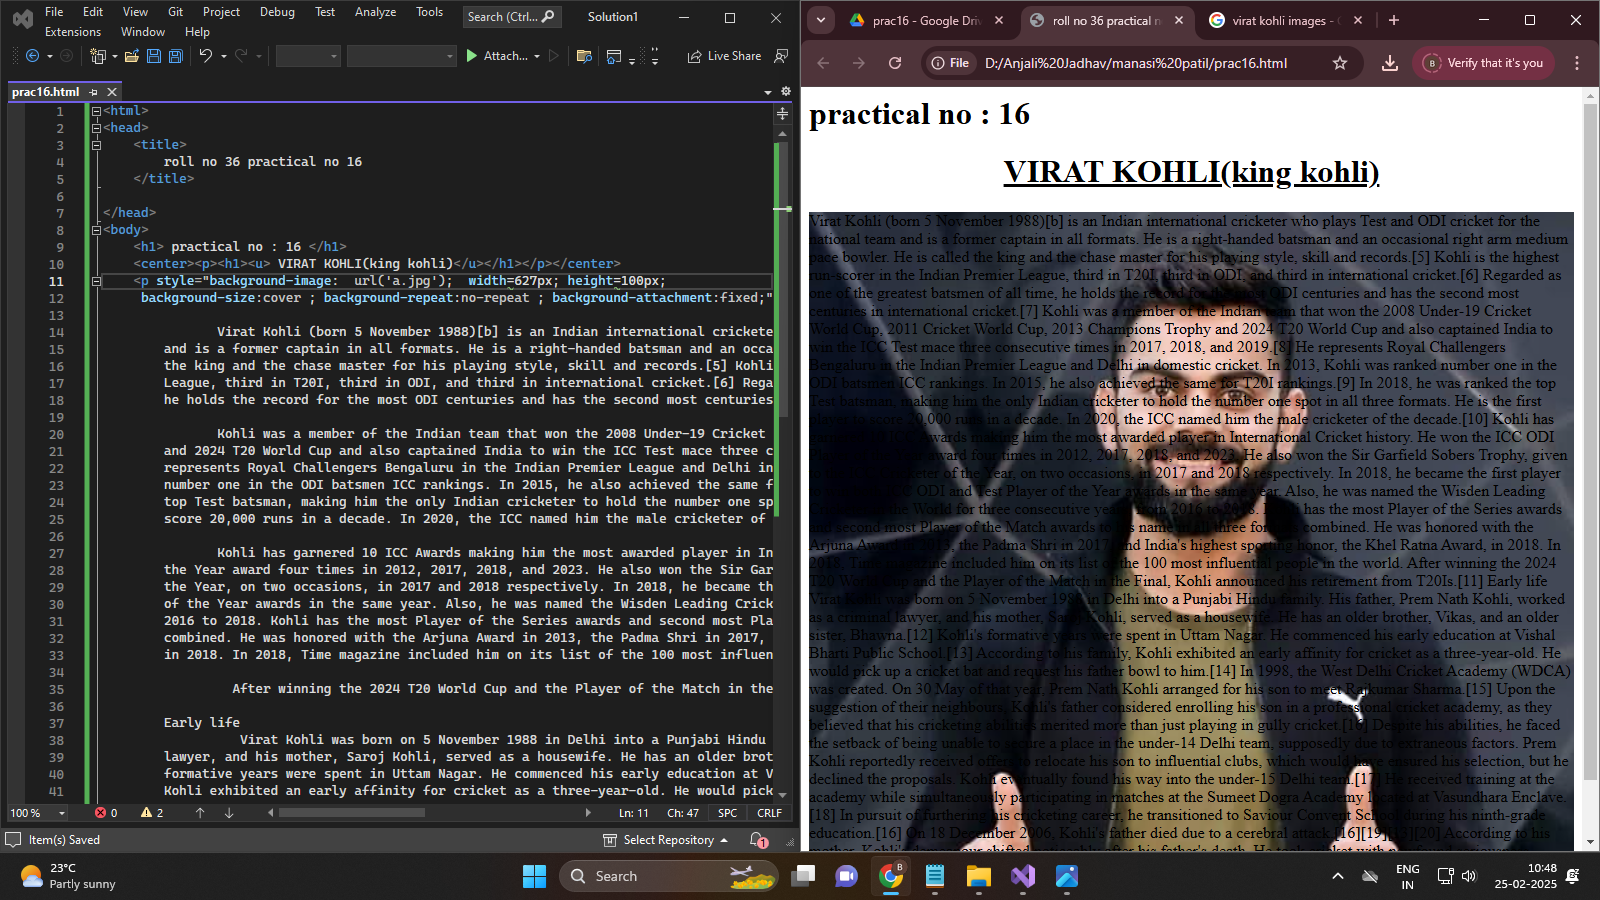 File Edit View Git Project Debug Test Analyze Tools Search (Ctrl... Solution1
Extensions Window Help
Attach... Live Share
prac16.html
1 <html>
2 <head>
3 <title>
4 roll no 36 practical no 16
5 </title>
6
7 </head>
8 <body>
9 <h1> practical no : 16 </h1>
10 <center><p><h1><u> VIRAT KOHLI(king kohli)</u></h1></p></center>
11 <p style="background-image: url('a.jpg'); width=627px; height=100px;
12 background-size:cover ; background-repeat:no-repeat ; background-attachment:fixed;"
13
14 Virat Kohli (born 5 November 1988)[b] is an Indian international crickete
15 and is a former captain in all formats. He is a right-handed batsman and an occa
16 the king and the chase master for his playing style, skill and records.[5] Kohli
17 League, third in T20I, third in ODI, and third in international cricket.[6] Rega
18 he holds the record for the most ODI centuries and has the second most centuries
19
20 Kohli was a member of the Indian team that won the 2008 Under-19 Cricket
21 and 2024 T20 World Cup and also captained India to win the ICC Test mace three c
22 represents Royal Challengers Bengaluru in the Indian Premier League and Delhi in
23 number one in the ODI batsmen ICC rankings. In 2015, he also achieved the same f
24 top Test batsman, making him the only Indian cricketer to hold the number one sp
25 score 20,000 runs in a decade. In 2020, the ICC named him the male cricketer of
26
27 Kohli has garnered 10 ICC Awards making him the most awarded player in In
28 the Year award four times in 2012, 2017, 2018, and 2023. He also won the Sir Gar
29 the Year, on two occasions, in 2017 and 2018 respectively. In 2018, he became th
30 of the Year awards in the same year. Also, he was named the Wisden Leading Crick
31 2016 to 2018. Kohli has the most Player of the Series awards and second most Pla
32 combined. He was honored with the Arjuna Award in 2013, the Padma Shri in 2017,
33 in 2018. In 2018, Time magazine included him on its list of the 100 most influen
34
35 After winning the 2024 T20 World Cup and the Player of the Match in the
36
37 Early life
38 Virat Kohli was born on 5 November 1988 in Delhi into a Punjabi Hindu
39 lawyer, and his mother, Saroj Kohli, served as a housewife. He has an older brot
40 formative years were spent in Uttam Nagar. He commenced his early education at V
41 Kohli exhibited an early affinity for cricket as a three-year-old. He would pick
100 % 0 2 Ln: 11 Ch: 47 SPC CRLF
Item(s) Saved Select Repository 1
prac16 - Google Driv roll no 36 practical n virat kohli images -
File D:/Anjali%20Jadhav/manasi%20patil/prac16.html B Verify that it's you
practical no : 16
VIRAT KOHLI(king kohli)
Virat Kohli (born 5 November 1988)[b] is an Indian international cricketer who plays Test and ODI cricket for the
national team and is a former captain in all formats. He is a right-handed batsman and an occasional right arm medium
pace bowler. He is called the king and the chase master for his playing style, skill and records.[5] Kohli is the highest
run-scorer in the Indian Premier League, third in T20I, third in ODI, and third in international cricket.[6] Regarded as
one of the greatest batsmen of all time, he holds the record for the most ODI centuries and has the second most
centuries in international cricket.[7] Kohli was a member of the Indian team that won the 2008 Under-19 Cricket
World Cup, 2011 Cricket World Cup, 2013 Champions Trophy and 2024 T20 World Cup and also captained India to
win the ICC Test mace three consecutive times in 2017, 2018, and 2019.[8] He represents Royal Challengers
Bengaluru in the Indian Premier League and Delhi in domestic cricket. In 2013, Kohli was ranked number one in the
ODI batsmen ICC rankings. In 2015, he also achieved the same for T20I rankings.[9] In 2018, he was ranked the top
Test batsman, making him the only Indian cricketer to hold the number one spot in all three formats. He is the first
player to score 20,000 runs in a decade. In 2020, the ICC named him the male cricketer of the decade.[10] Kohli has
Awards making him the most awarded player in International Cricket history. He won the ICC ODI
award four times in 2012, 2017, 2018, and 2023. He also won the Sir Garfield Sobers Trophy, given
Cricketer of the Year, on two occasions, in 2017 and 2018 respectively. In 2018, he became the first player
ODI and Test Player of the Year awards in the same year. Also, he was named the Wisden Leading
the World for three consecutive years from 2016 to 2018. Kohli has the most Player of the Series awards
and second most Player of the Match awards to his name in all three formats combined. He was honored with the
Arjuna Award in 2013, the Padma Shri in 2017, and India's highest sporting honor, the Khel Ratna Award, in 2018. In
2018, Time magazine included him on its list of the 100 most influential people in the world. After winning the 2024
T20 World Cup and the Player of the Match in the Final, Kohli announced his retirement from T20Is.[11] Early life
Virat Kohli was born on 5 November 1988 in Delhi into a Punjabi Hindu family. His father, Prem Nath Kohli, worked
as a criminal lawyer, and his mother, Saroj Kohli, served as a housewife. He has an older brother, Vikas, and an older
sister, Bhawna.[12] Kohli's formative years were spent in Uttam Nagar. He commenced his early education at Vishal
Bharti Public School.[13] According to his family, Kohli exhibited an early affinity for cricket as a three-year-old. He
would pick up a cricket bat and request his father bowl to him.[14] In 1998, the West Delhi Cricket Academy (WDCA)
was created. On 30 May of that year, Prem Nath Kohli arranged for his son to meet Rajkumar Sharma.[15] Upon the
suggestion of their neighbours, Kohli's father considered enrolling his son in a professional cricket academy, as they
believed that his cricketing abilities merited more than just playing in gully cricket.[16] Despite his abilities, he faced
the setback of being unable to secure a place in the under-14 Delhi team, supposedly due to extraneous factors. Prem
Kohli reportedly received offers to relocate his son to influential clubs, which would have ensured his selection, but he
declined the proposals. Kohli eventually found his way into the under-15 Delhi team.[17] He received training at the
academy while simultaneously participating in matches at the Sumeet Dogra Academy located at Vasundhara Enclave.
[18] In pursuit of furthering his cricketing career, he transitioned to Saviour Convent School during his ninth-grade
education.[16] On 18 December 2006, Kohli's father died due to a cerebral attack.[16][19][13][20] According to his
23°C
Partly sunny
Search
ENG
IN
10:48
25-02-2025